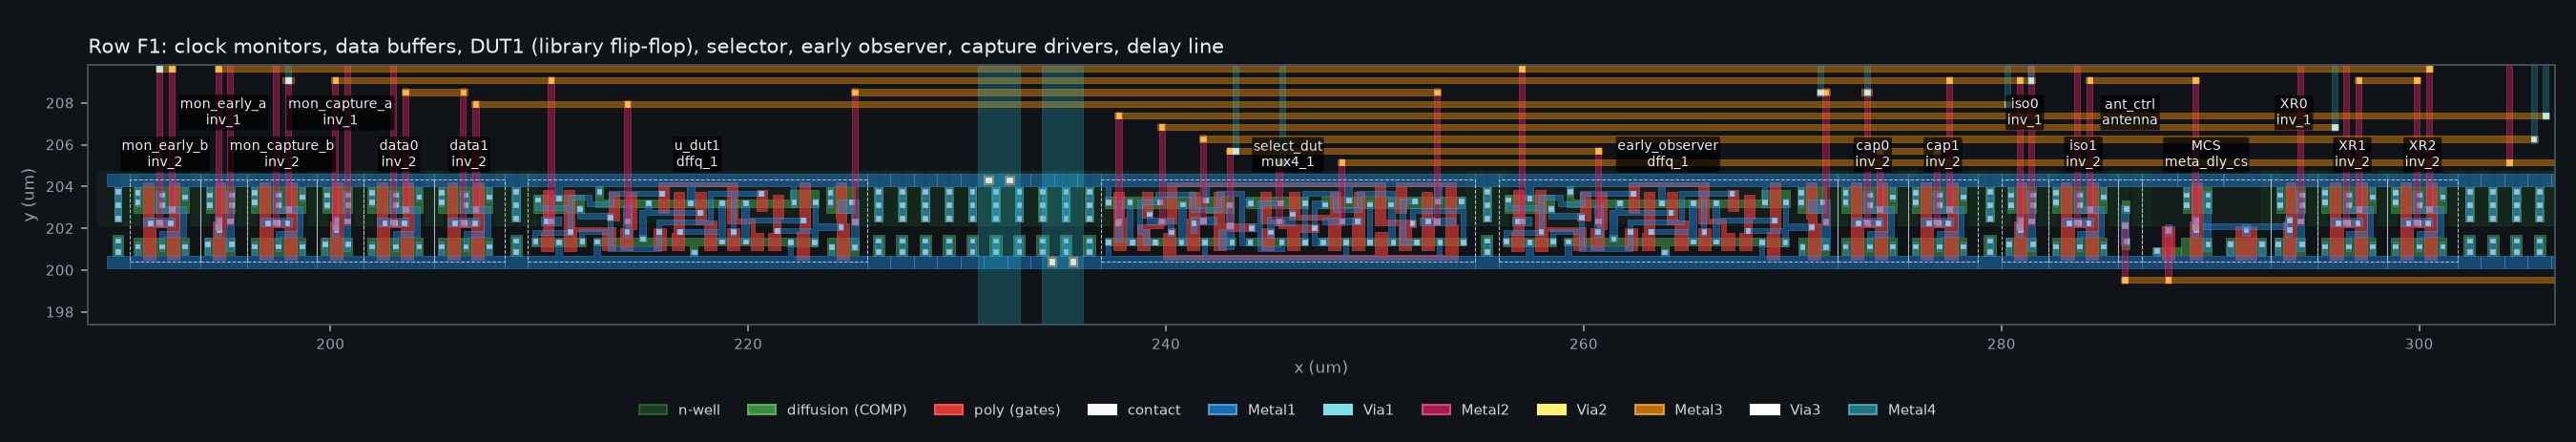 Row F1: clock monitors, data buffers, DUT1 (library flip-flop), selector, early observer, capture drivers, delay line
208
206
204
202
200
198
y (um)
mon_early_a
inv_1
mon_capture_a
inv_1
iso0
inv_1
ant_ctrl
antenna
XR0
inv_1
mon_early_b
inv_2
mon_capture_b
inv_2
data0
inv_2
data1
inv_2
u_dut1
dffq_1
select_dut
mux4_1
early_observer
dffq_1
cap0
inv_2
cap1
inv_2
iso1
inv_2
MCS
meta_dly_cs
XR1
inv_2
XR2
inv_2
200
220
240
260
280
300
x (um)
n-well
diffusion (COMP)
poly (gates)
contact
Metal1
Via1
Metal2
Via2
Metal3
Via3
Metal4